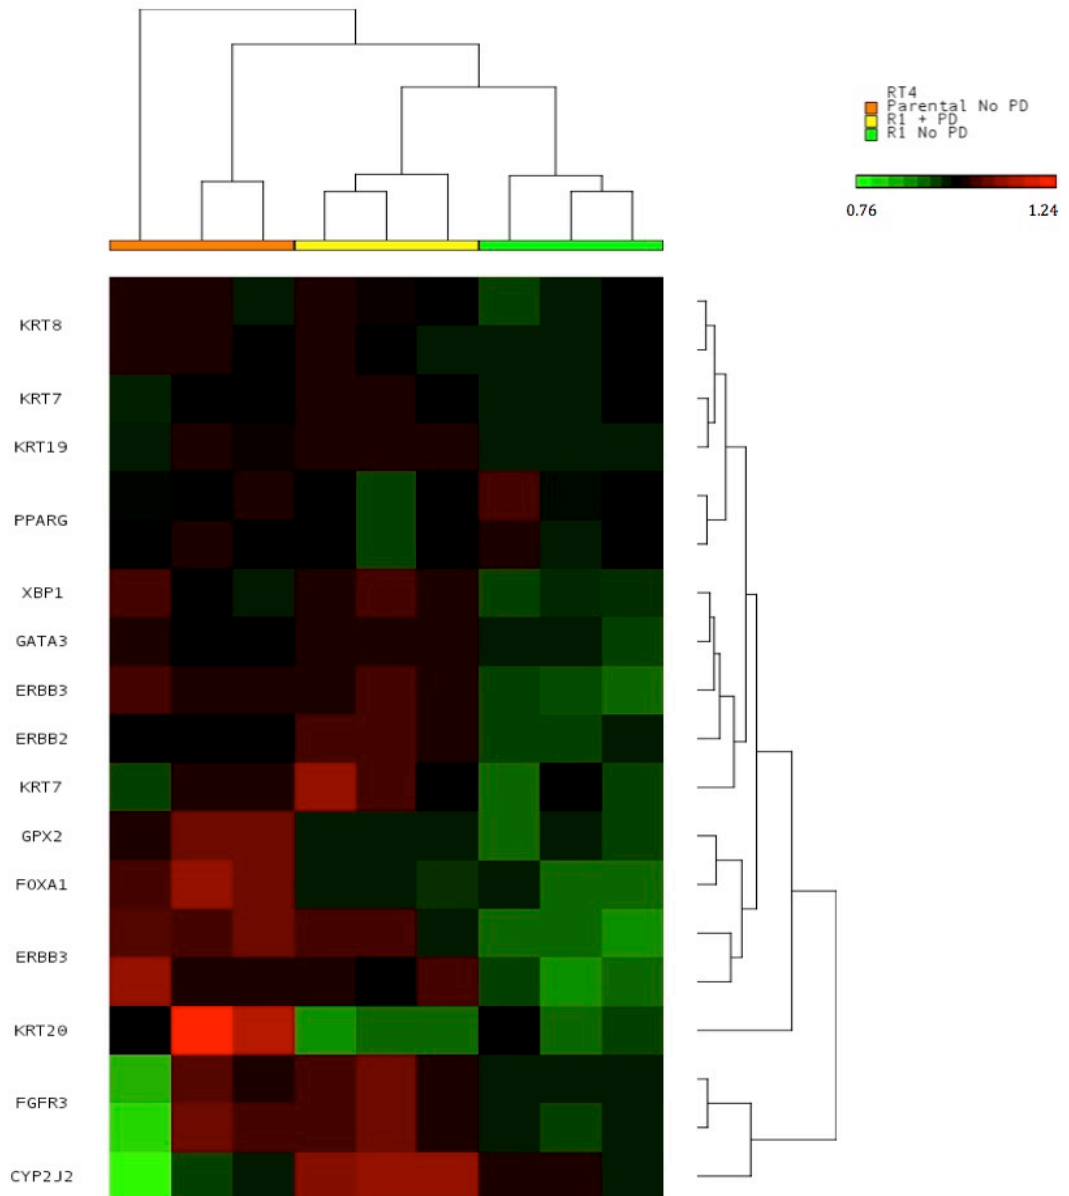 RT4
Parental No PD
R1 + PD
R1 No PD
0.76 1.24
KRT8
KRT7
KRT19
PPARG
XBP1
GATA3
ERBB3
ERBB2
KRT7
GPX2
FOXA1
ERBB3
KRT20
FGFR3
CYP2J2